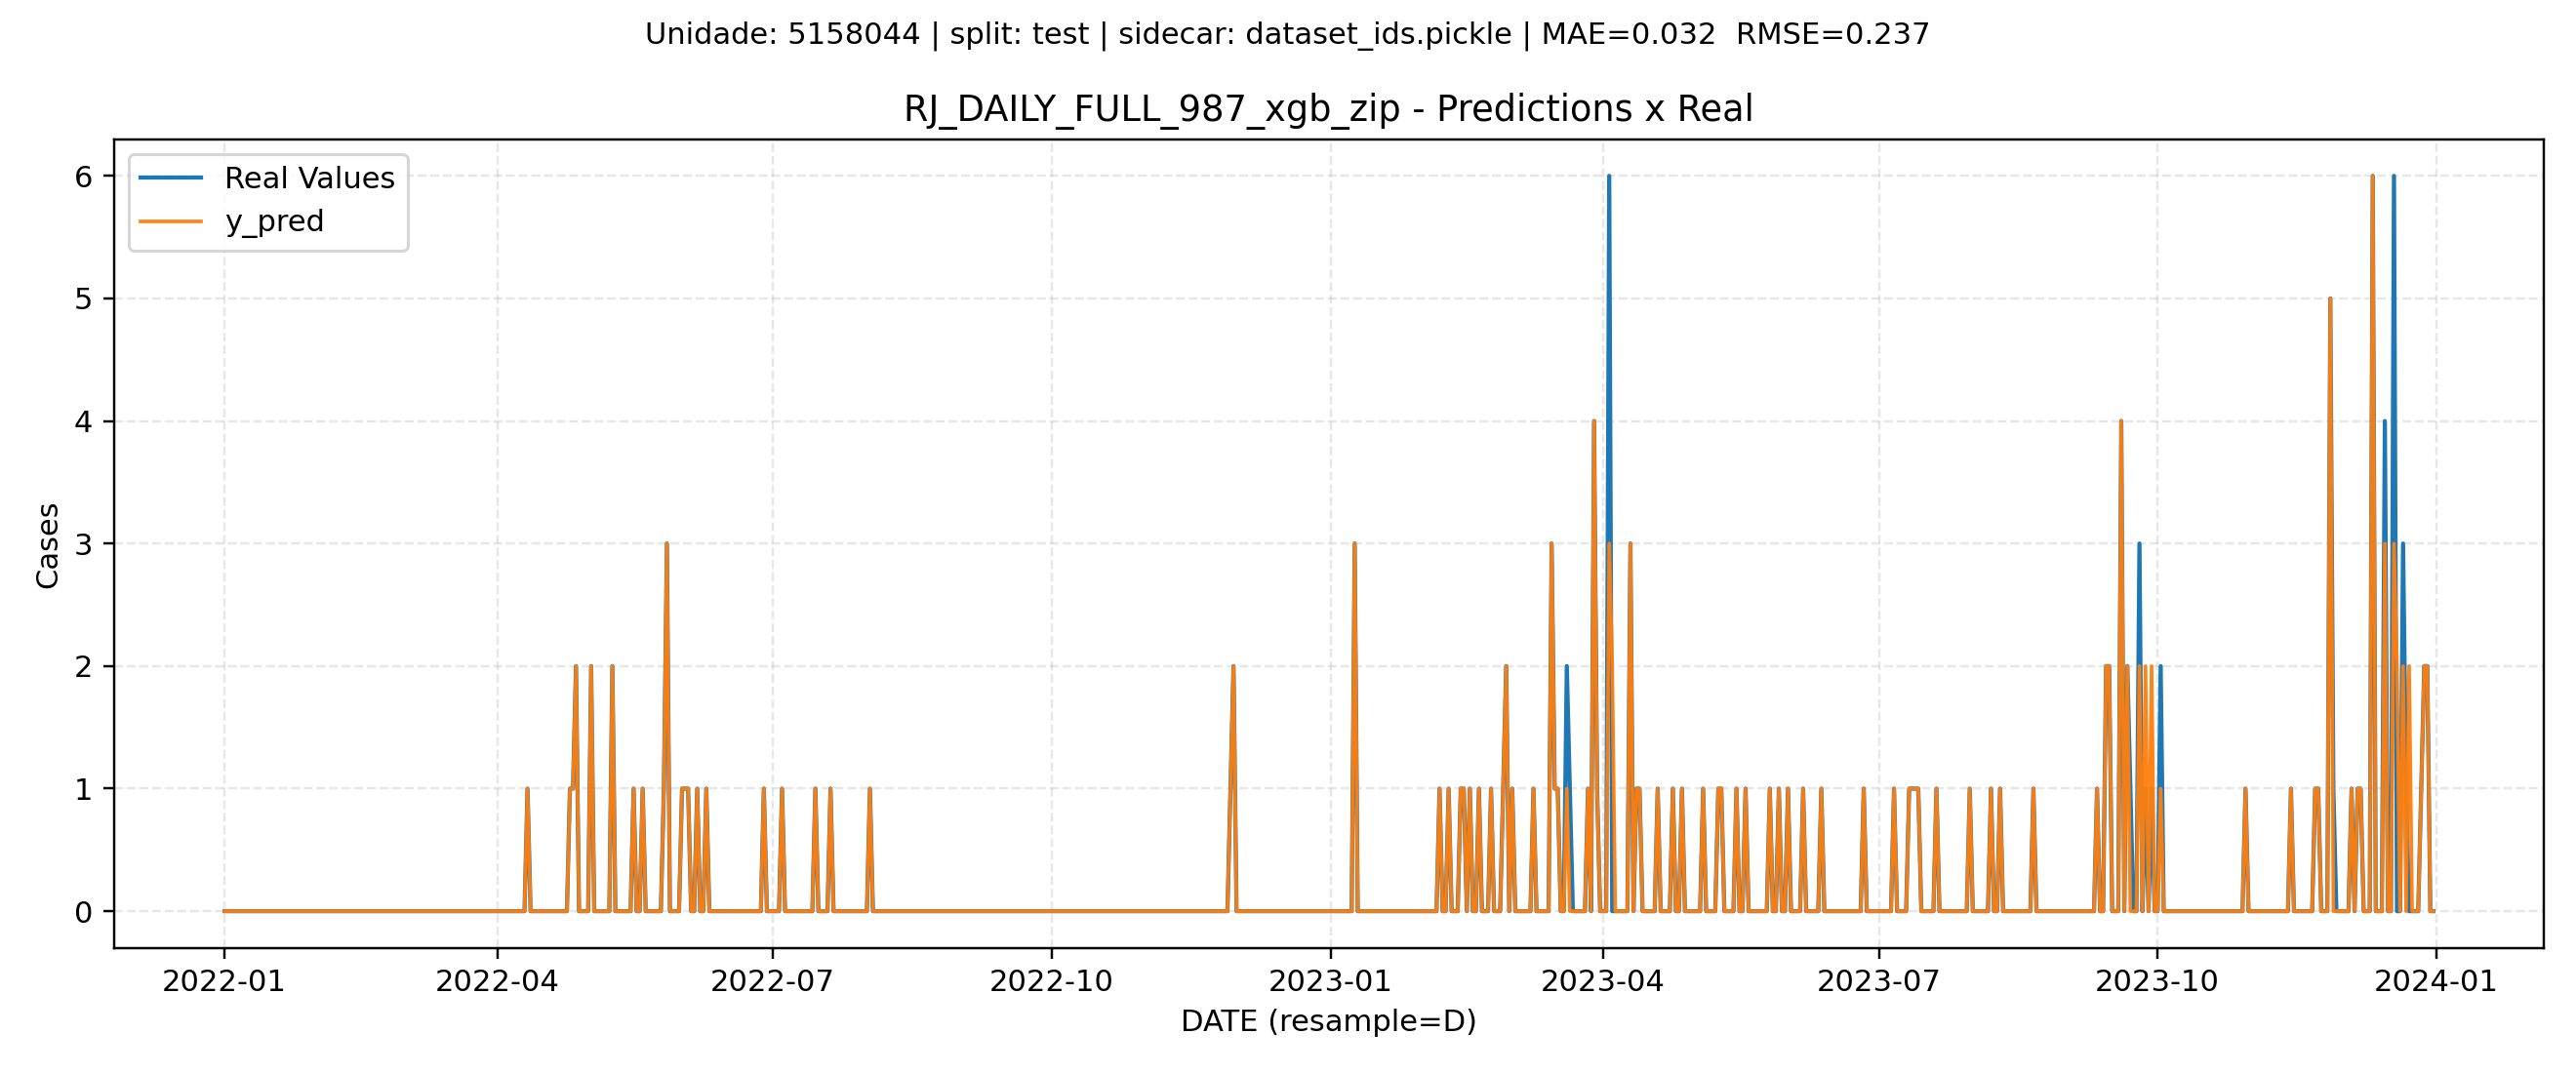 Unidade: 5158044 | split: test | sidecar: dataset_ids.pickle | MAE=0.032  RMSE=0.237
RJ_DAILY_FULL_987_xgb_zip - Predictions x Real
Real Values
y_pred
6
5
4
3
2
1
0
Cases
2022-01
2022-04
2022-07
2022-10
2023-01
2023-04
2023-07
2023-10
2024-01
DATE (resample=D)